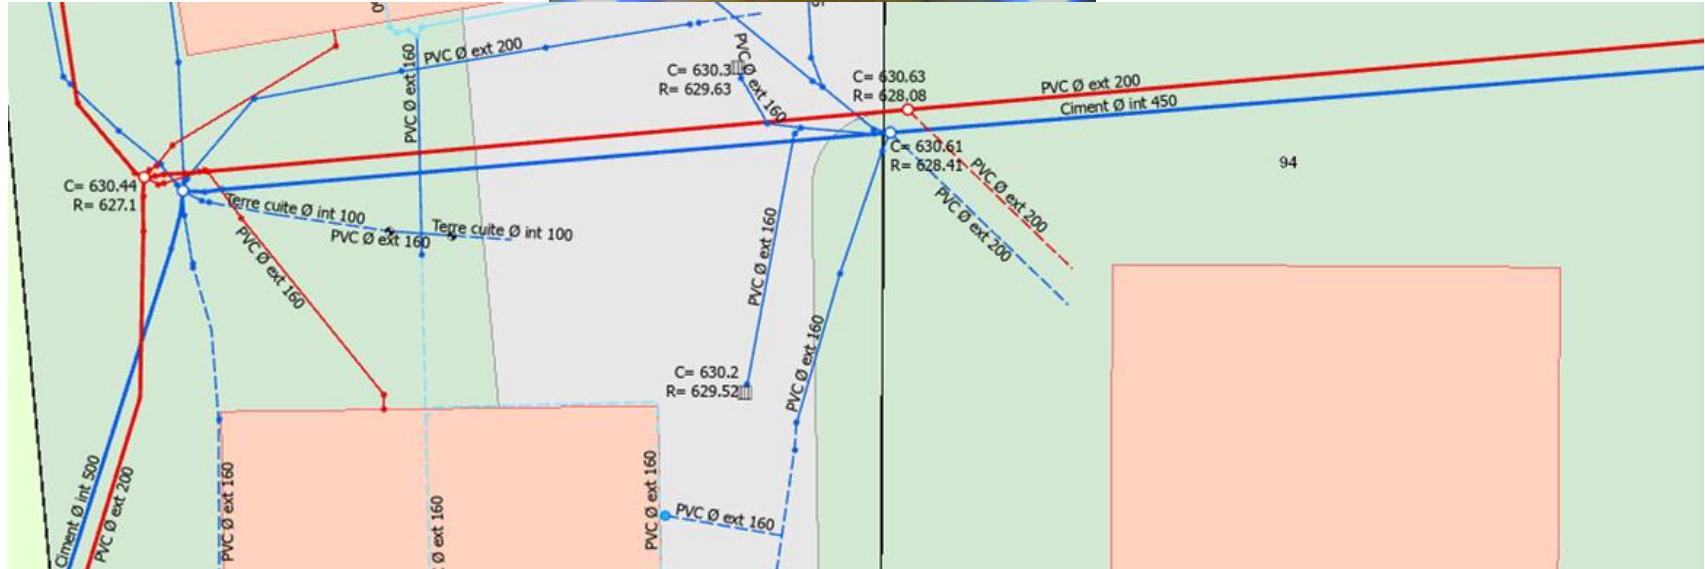 PVC Ø ext 160
PVC Ø ext 200
C= 630.3
R= 629.63
PVC Ø ext 160
C= 630.63
R= 628.08
PVC Ø ext 200
Ciment Ø int 450
C= 630.61
R= 628.41
94
C= 630.44
R= 627.1
Terre cuite Ø int 100
Terre cuite Ø int 100
PVC Ø ext 160
PVC Ø ext 160
PVC Ø ext 160
PVC Ø ext 200
PVC Ø ext 200
C= 630.2
R= 629.52
PVC Ø ext 160
Ciment Ø int 500
PVC Ø ext 200
PVC Ø ext 160
Ø ext 160
PVC Ø ext 160
PVC Ø ext 160